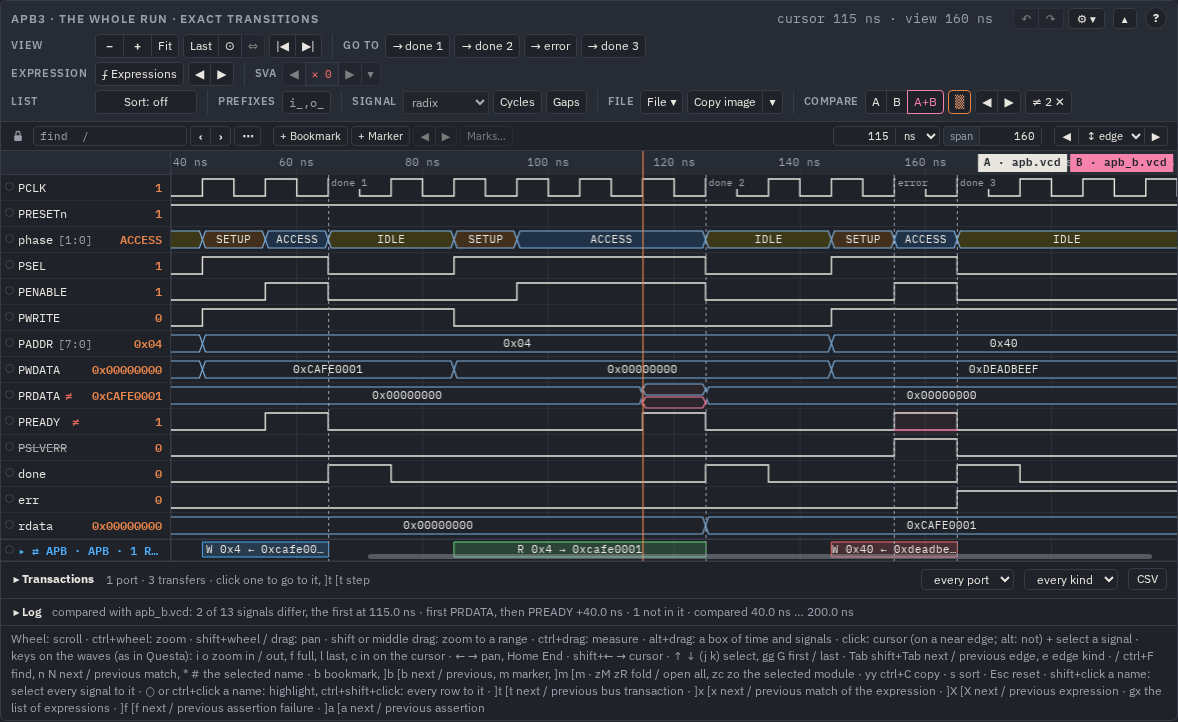 APB3 · THE WHOLE RUN · EXACT TRANSITIONS
cursor 115 ns · view 160 ns
↶ ↷ ⚙ ▾ ▲ ?
VIEW − + Fit Last ⊙ ⇔ |◀ ▶| GO TO → done 1 → done 2 → error → done 3
EXPRESSION ⨍ Expressions ◀ ▶ SVA ◀ × 0 ▶ ▾
LIST Sort: off PREFIXES i_,o_ SIGNAL radix Cycles Gaps FILE File ▾ Copy image ▾ COMPARE A B A+B ▒ ◀ ▶ ≠ 2 ✕
find / ‹ › ••• + Bookmark + Marker ◀ ▶ Marks… 115 ns span 160 ◀ ↕ edge ▶
40 ns 60 ns 80 ns 100 ns 120 ns 140 ns 160 ns A · apb.vcd B · apb_b.vcd
PCLK 1 done 1 done 2 error done 3
PRESETn 1
phase [1:0] ACCESS SETUP ACCESS IDLE SETUP ACCESS IDLE SETUP ACCESS IDLE
PSEL 1
PENABLE 1
PWRITE 0
PADDR [7:0] 0x04 0x04 0x40
PWDATA 0x00000000 0xCAFE0001 0x00000000 0xDEADBEEF
PRDATA ≠ 0xCAFE0001 0x00000000 0x00000000
PREADY ≠ 1
PSLVERR 0
done 0
err 0
rdata 0x00000000 0x00000000 0xCAFE0001
▸ ⇄ APB · APB · 1 R… W 0x4 ← 0xcafe00… R 0x4 → 0xcafe0001 W 0x40 ← 0xdeadbe…
▸ Transactions 1 port · 3 transfers · click one to go to it, ]t [t step every port every kind CSV
▸ Log compared with apb_b.vcd: 2 of 13 signals differ, the first at 115.0 ns · first PRDATA, then PREADY +40.0 ns · 1 not in it · compared 40.0 ns … 200.0 ns
Wheel: scroll · ctrl+wheel: zoom · shift+wheel / drag: pan · shift or middle drag: zoom to a range · ctrl+drag: measure · alt+drag: a box of time and signals · click: cursor (on a near edge; alt: not) + select a signal ·
keys on the waves (as in Questa): i o zoom in / out, f full, l last, c in on the cursor · ← → pan, Home End · shift+← → cursor · ↑ ↓ (j k) select, gg G first / last · Tab shift+Tab next / previous edge, e edge kind · / ctrl+F
find, n N next / previous match, * # the selected name · b bookmark, ]b [b next / previous, m marker, ]m [m · zM zR fold / open all, zc zo the selected module · yy ctrl+C copy · s sort · Esc reset · shift+click a name:
select every signal to it · ○ or ctrl+click a name: highlight, ctrl+shift+click: every row to it · ]t [t next / previous bus transaction · ]x [x next / previous match of the expression · ]X [X next / previous expression · gx the
list of expressions · ]f [f next / previous assertion failure · ]a [a next / previous assertion